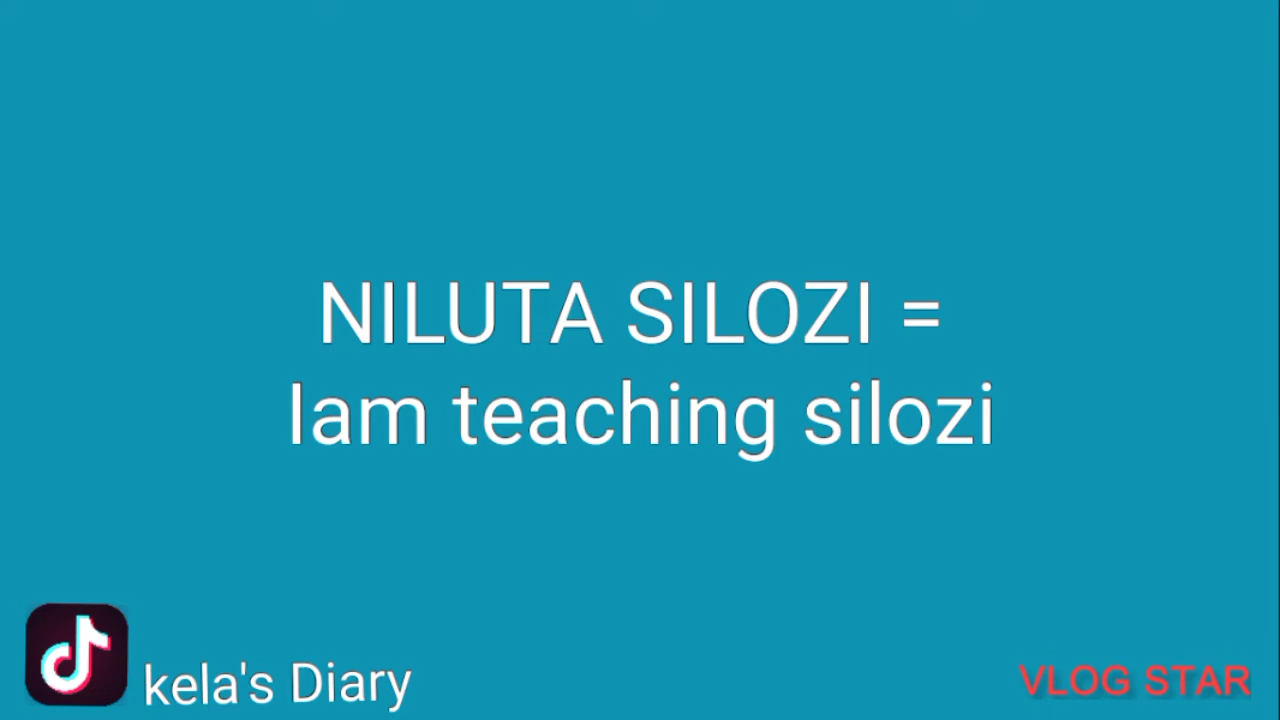 NILUTA SILOZI =
Iam teaching silozi
kela's Diary
VLOG STAR